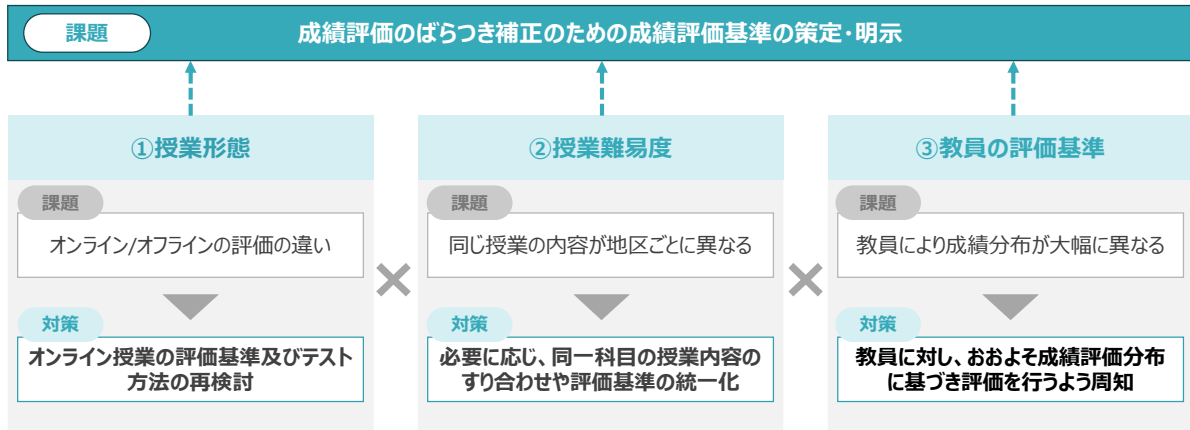 課題
成績評価のばらつき補正のための成績評価基準の策定・明示
①授業形態
課題
オンライン/オフラインの評価の違い
対策
オンライン授業の評価基準及びテスト
方法の再検討
②授業難易度
課題
同じ授業の内容が地区ごとに異なる
対策
必要に応じ、同一科目の授業内容の
すり合わせや評価基準の統一化
③教員の評価基準
課題
教員により成績分布が大幅に異なる
対策
教員に対し、おおよそ成績評価分布
に基づき評価を行うよう周知